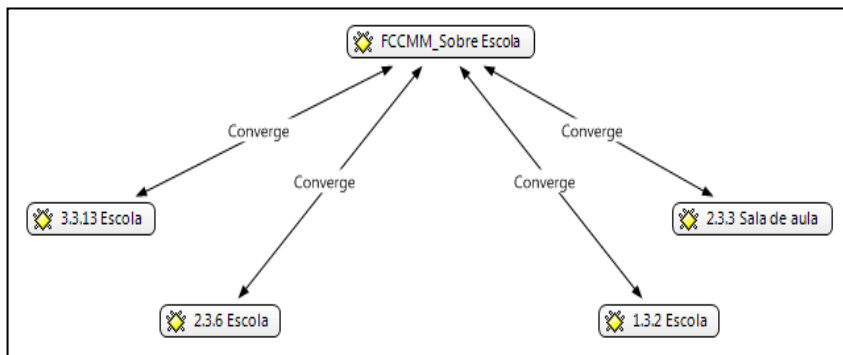 FCCMM_Sobre Escola
Converge
Converge
Converge
Converge
3.3.13 Escola
2.3.3 Sala de aula
2.3.6 Escola
1.3.2 Escola